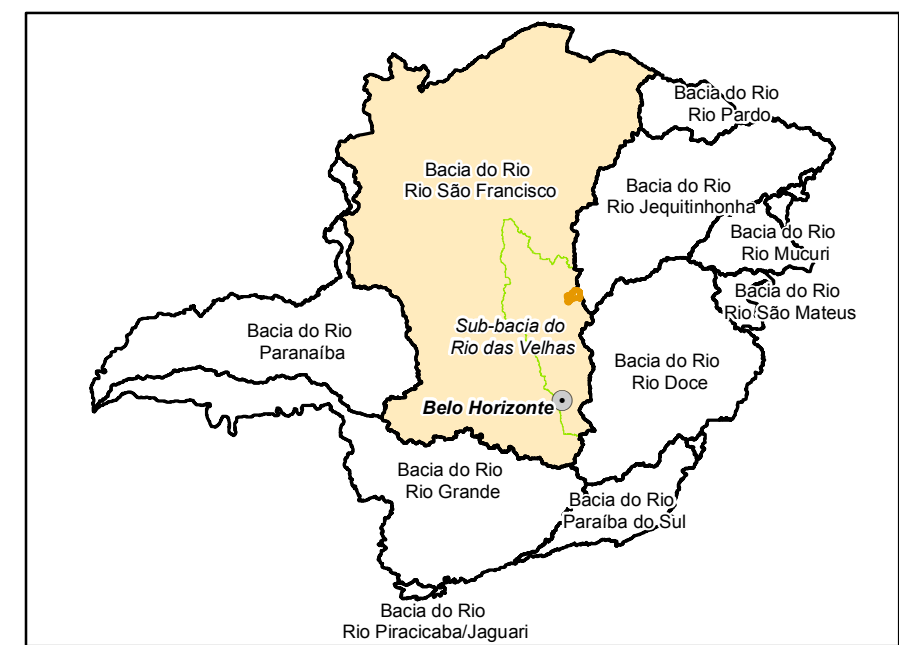 Bacia do Rio
Rio Pardo
Bacia do Rio
Rio São Francisco
Bacia do Rio
Rio Jequitinhonha
Bacia do Rio
Rio Mucuri
Bacia do Rio
Rio São Mateus
Bacia do Rio
Paranaíba
Sub-bacia do
Rio das Velhas
Bacia do Rio
Rio Doce
Belo Horizonte
Bacia do Rio
Rio Grande
Bacia do Rio
Paraíba do Sul
Bacia do Rio
Rio Piracicaba/Jaguari